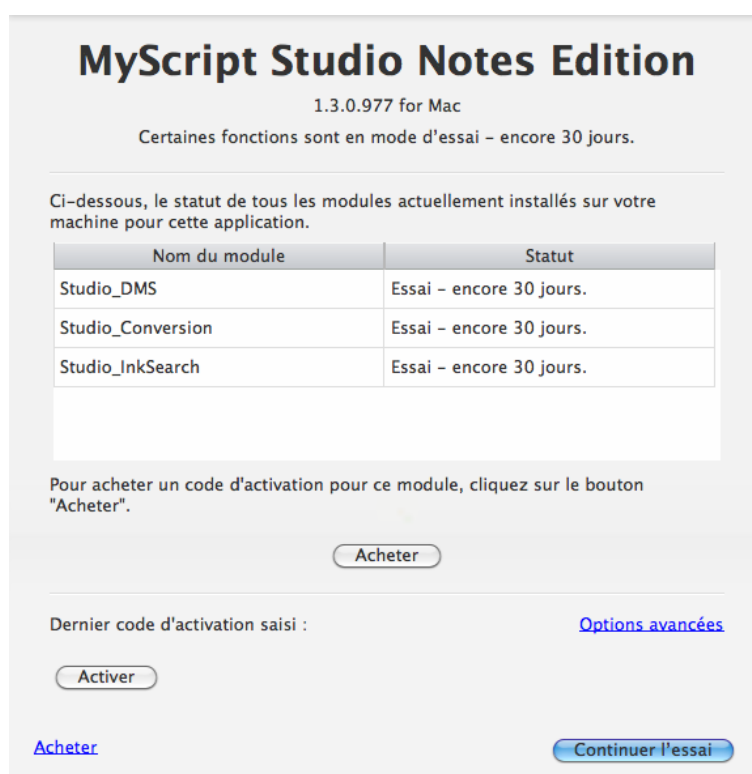 MyScript Studio Notes Edition
1.3.0.977 for Mac
Certaines fonctions sont en mode d'essai – encore 30 jours.
Ci-dessous, le statut de tous les modules actuellement installés sur votre
machine pour cette application.
Nom du module Statut
Studio_DMS Essai – encore 30 jours.
Studio_Conversion Essai – encore 30 jours.
Studio_InkSearch Essai – encore 30 jours.
Pour acheter un code d'activation pour ce module, cliquez sur le bouton
"Acheter".
Acheter
Dernier code d'activation saisi : Options avancées
Activer
Acheter Continuer l'essai